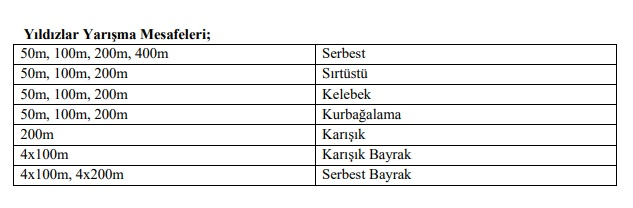 Yıldızlar Yarışma Mesafeleri;
50m, 100m, 200m, 400m Serbest
50m, 100m, 200m Sırtüstü
50m, 100m, 200m Kelebek
50m, 100m, 200m Kurbağalama
200m Karışık
4x100m Karışık Bayrak
4x100m, 4x200m Serbest Bayrak